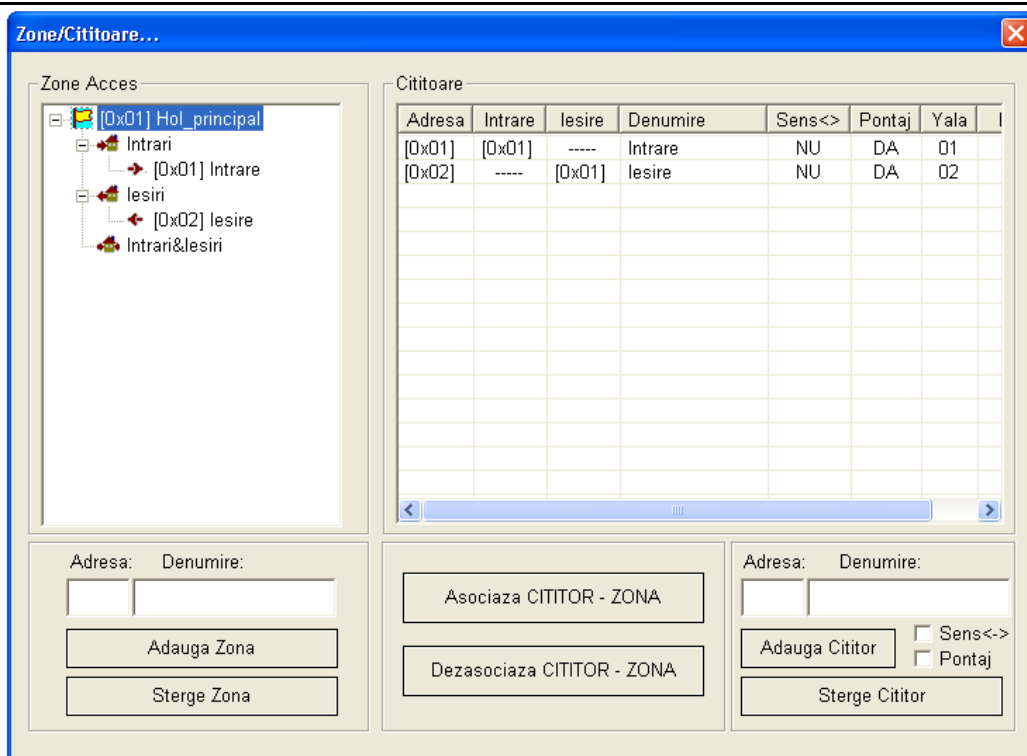 Zone/Cititoare...
Zone Acces
[0x01] Hol_principal
Intrari
[0x01] Intrare
Iesiri
[0x02] Iesire
Intrari&Iesiri
Cititoare
Adresa Intrare Iesire Denumire Sens<> Pontaj Yala
[0x01] [0x01] ----- Intrare NU DA 01
[0x02] ----- [0x01] Iesire NU DA 02
Adresa: Denumire:
Adauga Zona
Sterge Zona
Asociaza CITITOR - ZONA
Dezasociaza CITITOR - ZONA
Adresa: Denumire:
Adauga Cititor
Sens<->
Pontaj
Sterge Cititor